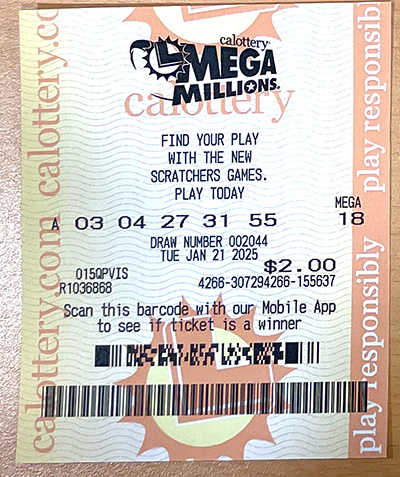 calottery
MEGA
MILLIONS.
calottery
FIND YOUR PLAY
WITH THE NEW
SCRATCHERS GAMES.
PLAY TODAY
MEGA
A 03 04 27 31 55 18
DRAW NUMBER 002044
TUE JAN 21 2025
$2.00
015QPVIS
R1036868 4266-307294266-155637
Scan this barcode with our Mobile App
to see if ticket is a winner
calottery.com calottery.co
play responsibly play responsibl